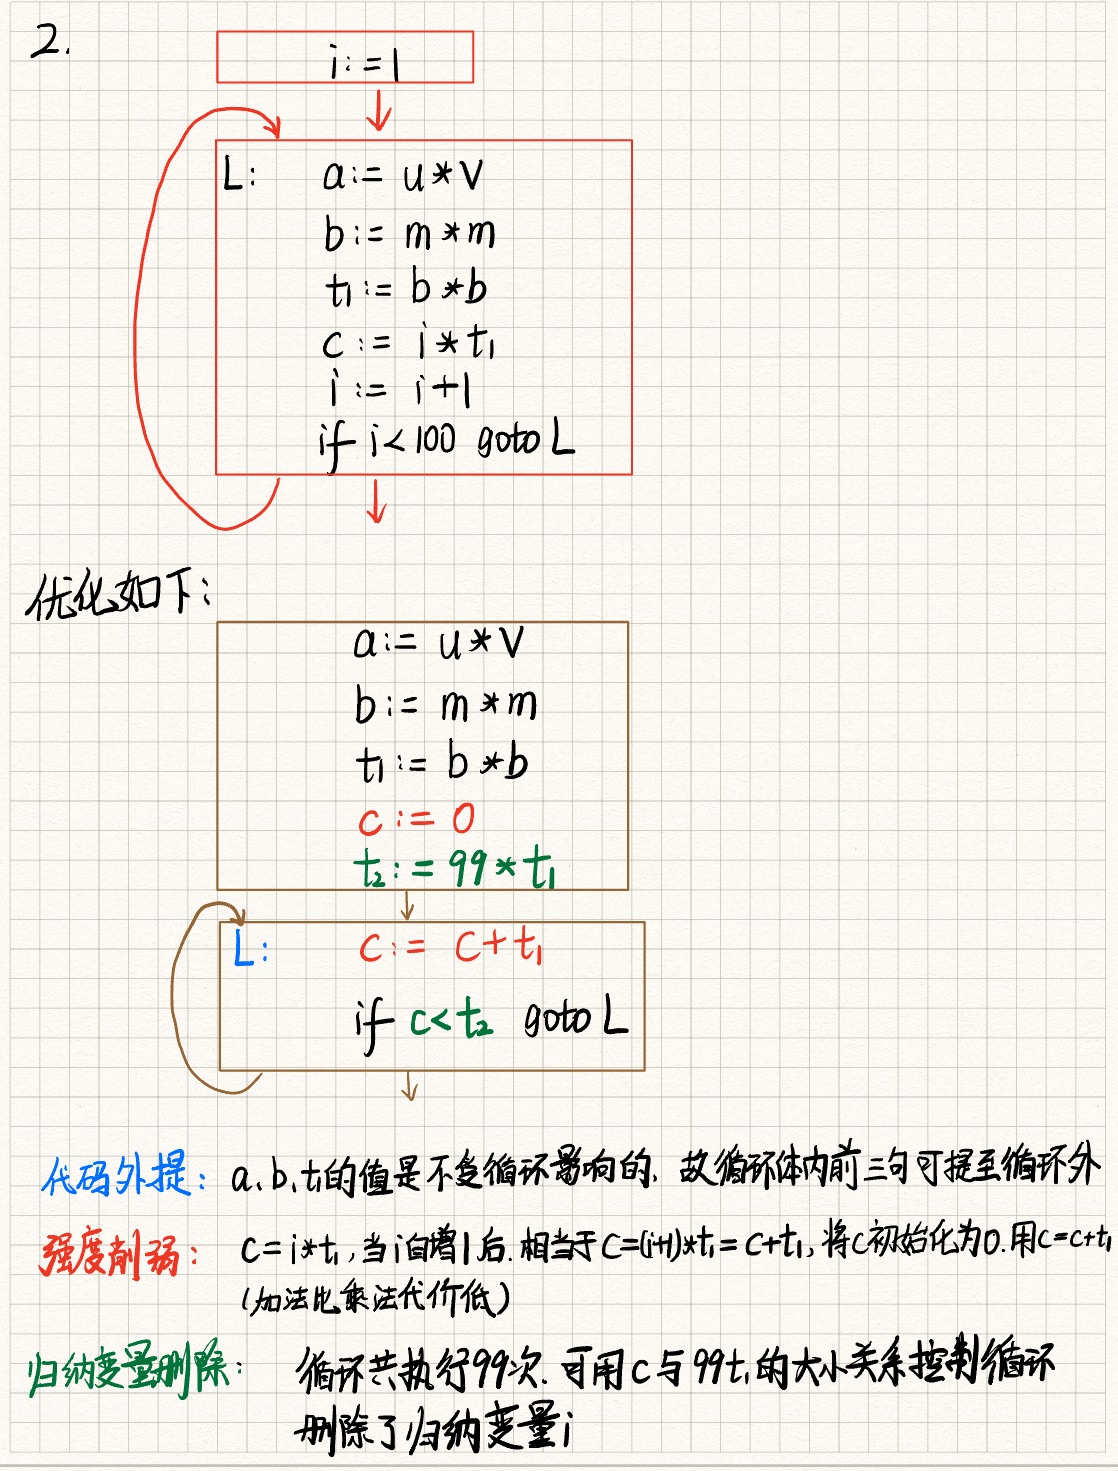 2.
i:=1
L: a:= u*v
b:= m*m
t₁:= b*b
c:= i*t₁
i:= i+1
if i<100 goto L
优化如下:
a:= u*v
b:= m*m
t₁:= b*b
c:= 0
t₂:= 99*t₁
L: c:= c+t₁
if c<t₂ goto L
代码外提: a、b、t₁的值是不受循环影响的, 故循环体内前三句可提至循环外
强度削弱: c=i*t₁, 当i自增1后, 相当于c=(i+1)*t₁=c+t₁, 将c初始化为0.用c=c+t₁
(加法比乘法代价低)
归纳变量删除: 循环共执行99次. 可用c与99t₁的大小关系控制循环
删除了归纳变量i